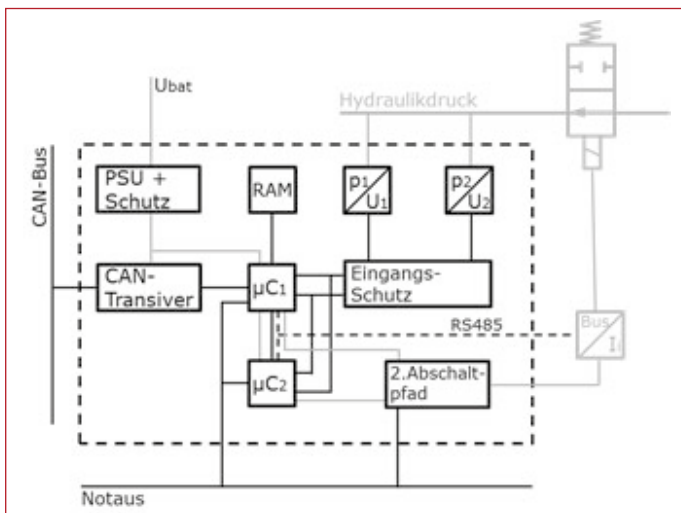 Ubat
Hydraulikdruck
CAN-Bus
PSU +
Schutz
RAM
p1
U1
p2
U2
CAN-
Transiver
µC1
Eingangs-
Schutz
RS485
Bus
I
µC2
2.Abschalt-
pfad
Notaus